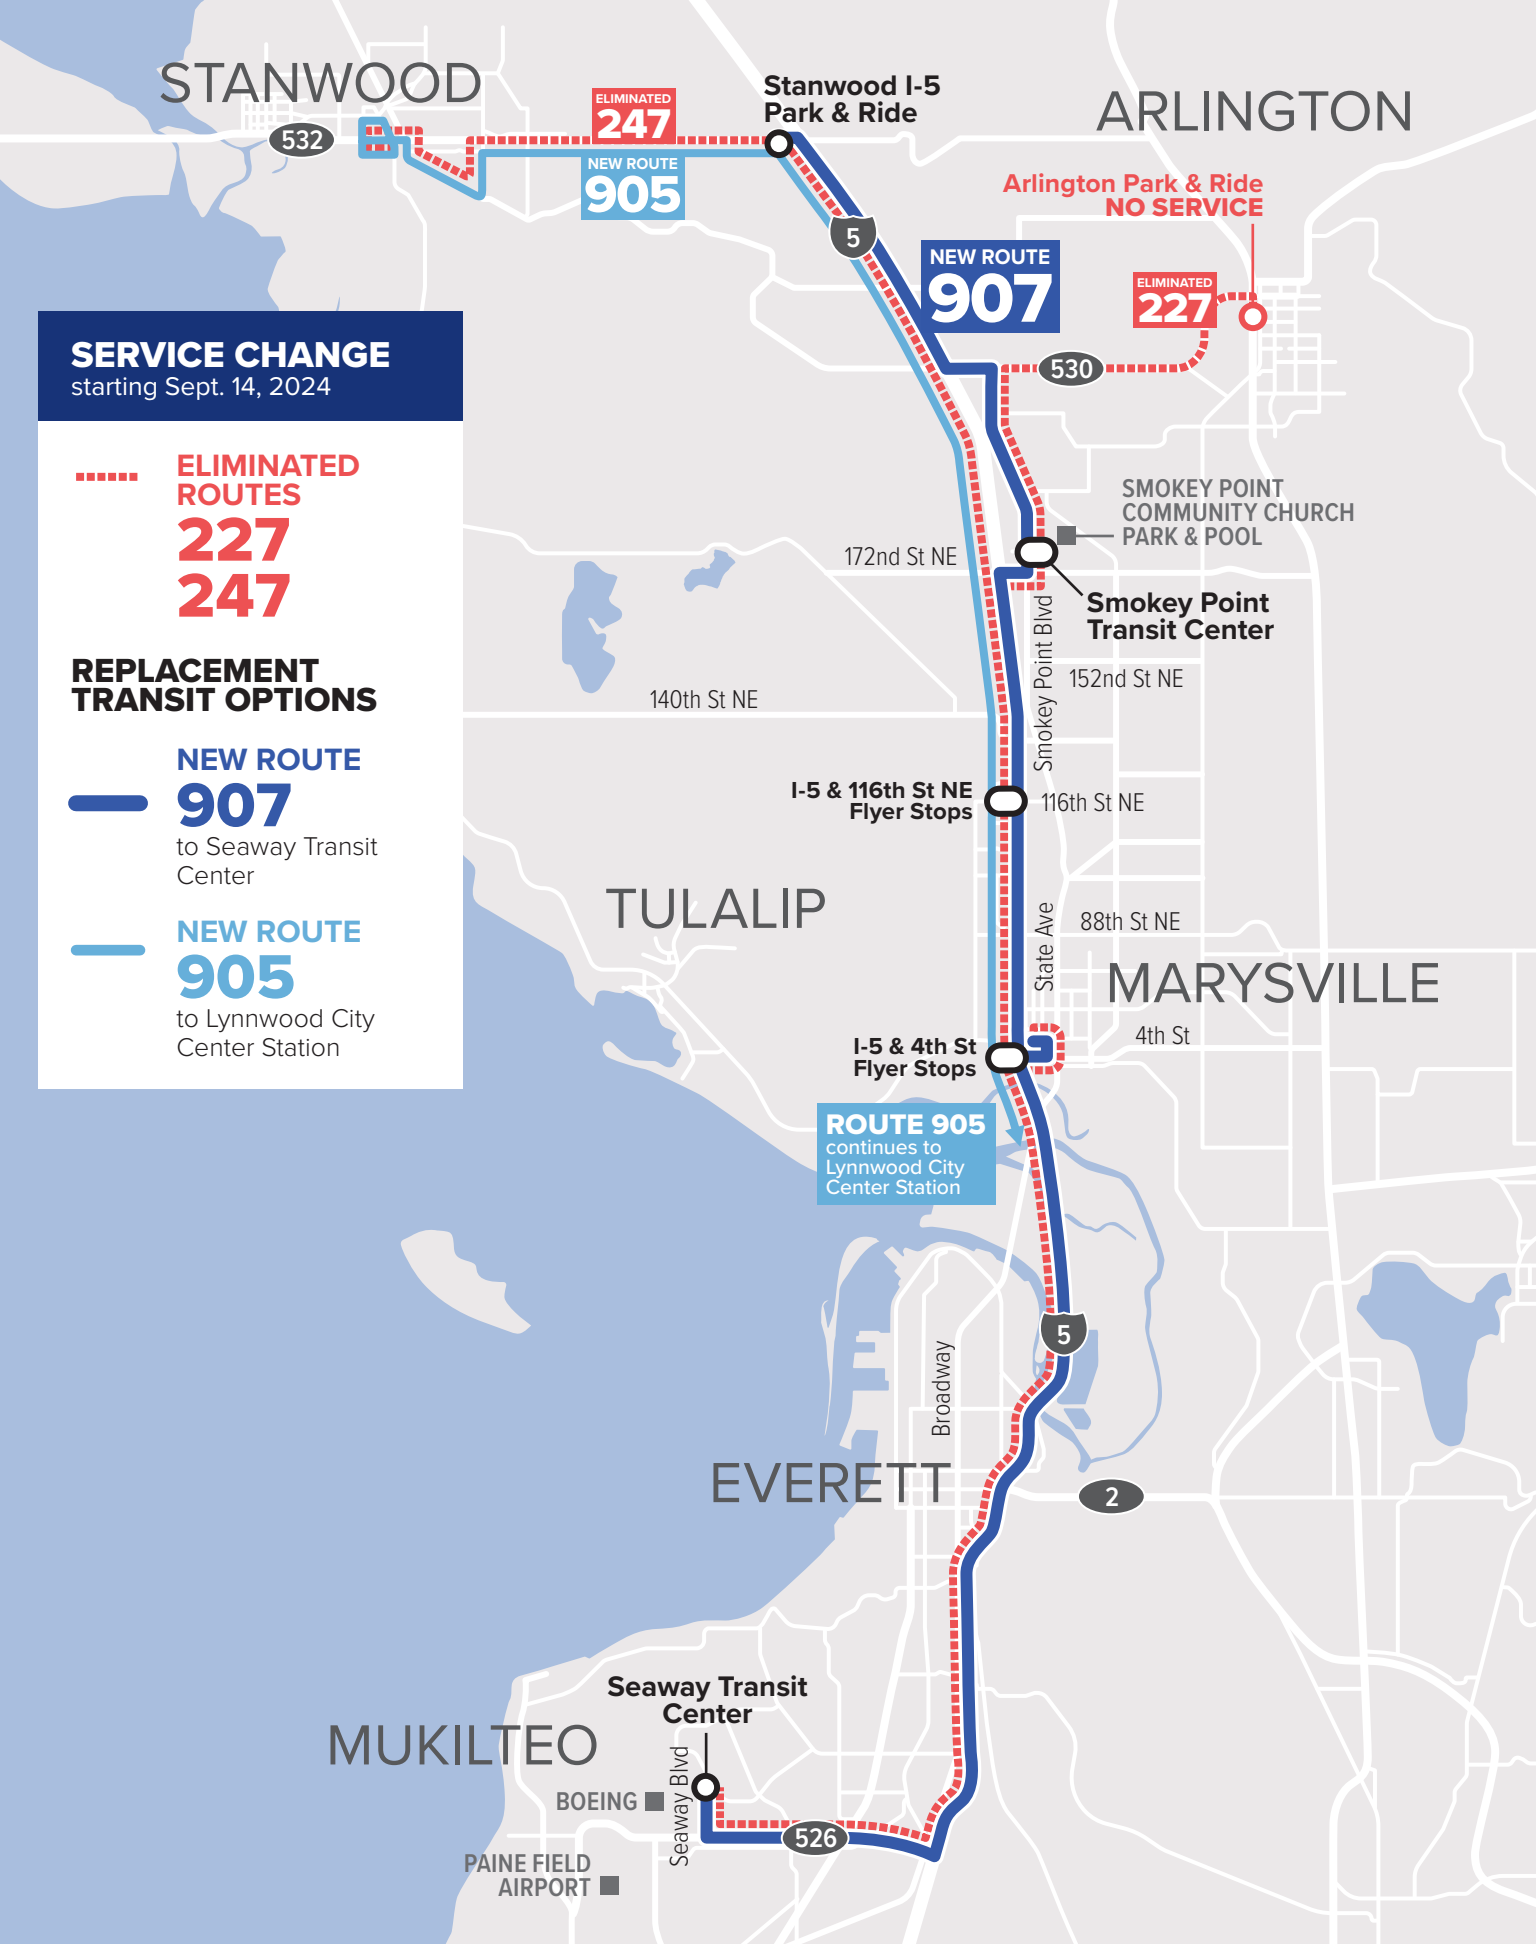 STANWOOD
532
ELIMINATED
247
NEW ROUTE
905
Stanwood I-5
Park & Ride
ARLINGTON
Arlington Park & Ride
NO SERVICE
5
NEW ROUTE
907
ELIMINATED
227
530
SERVICE CHANGE
starting Sept. 14, 2024
ELIMINATED
ROUTES
227
247
REPLACEMENT
TRANSIT OPTIONS
NEW ROUTE
907
to Seaway Transit
Center
NEW ROUTE
905
to Lynnwood City
Center Station
SMOKEY POINT
COMMUNITY CHURCH
PARK & POOL
172nd St NE
Smokey Point
Transit Center
Smokey Point Blvd
152nd St NE
140th St NE
I-5 & 116th St NE
Flyer Stops
116th St NE
TULALIP
State Ave
88th St NE
MARYSVILLE
4th St
I-5 & 4th St
Flyer Stops
ROUTE 905
continues to
Lynnwood City
Center Station
5
Broadway
EVERETT
2
Seaway Transit
Center
MUKILTEO
Seaway Blvd
BOEING
526
PAINE FIELD
AIRPORT